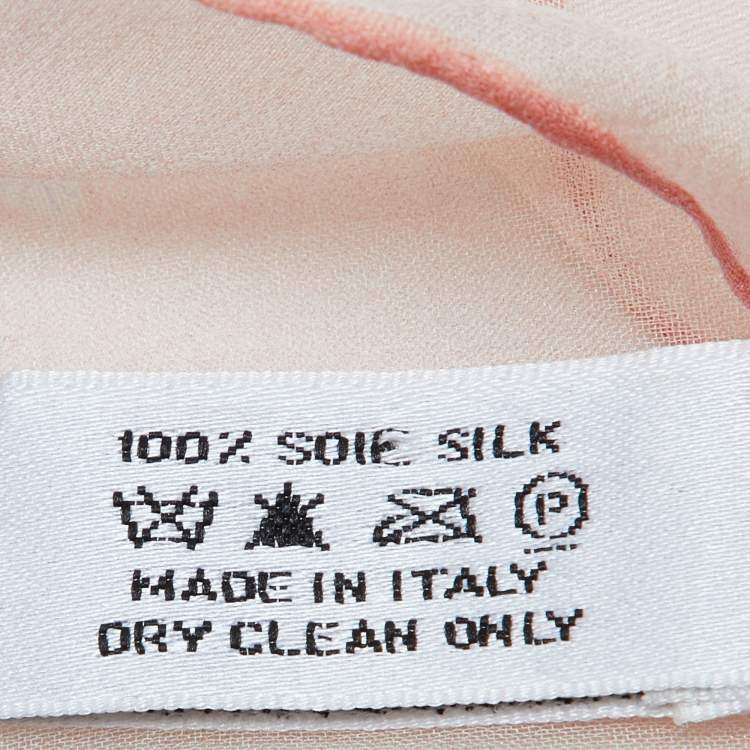 100% SOIE SILK
P
MADE IN ITALY
DRY CLEAN ONLY